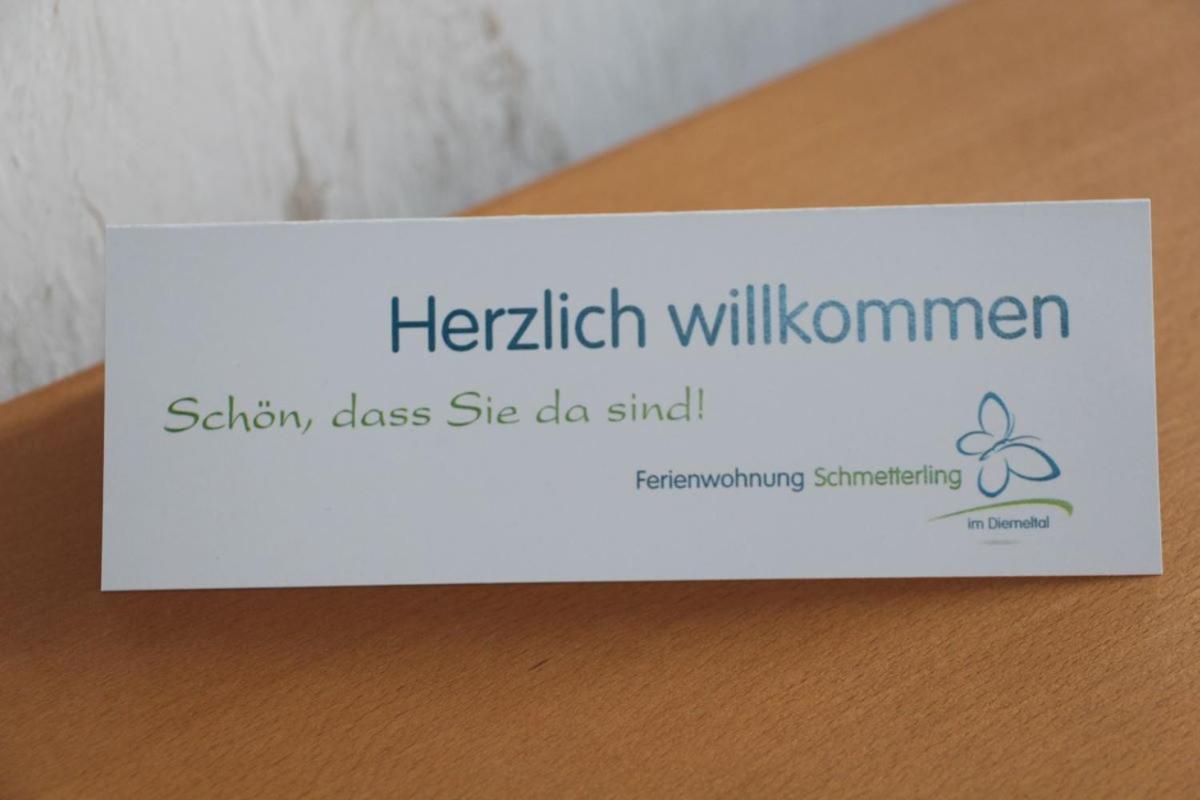 Herzlich willkommen
Schön, dass Sie da sind!
Ferienwohnung Schmetterling
im Diemeltal